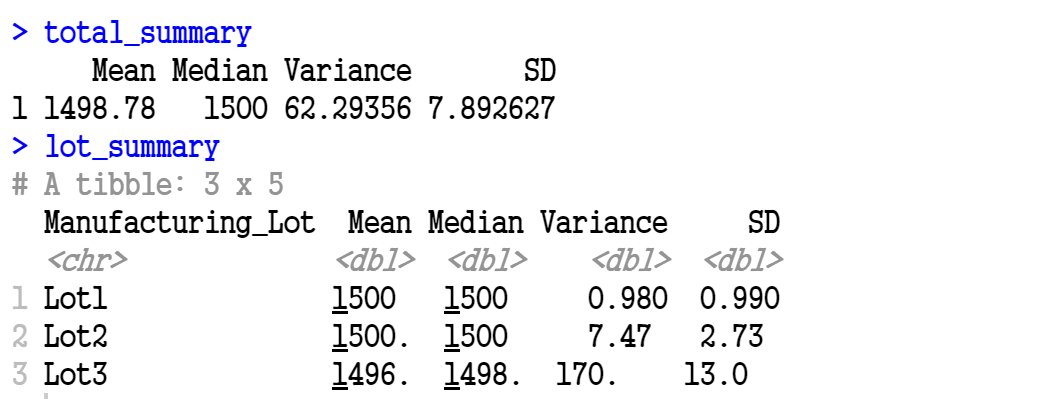 > total_summary
     Mean Median Variance       SD
1 1498.78   1500 62.29356 7.892627
> lot_summary
# A tibble: 3 x 5
  Manufacturing_Lot  Mean Median Variance     SD
  <chr>             <dbl>  <dbl>    <dbl>  <dbl>
1 Lot1              1500   1500     0.980  0.990
2 Lot2              1500.  1500     7.47   2.73
3 Lot3              1496.  1498.  170.    13.0